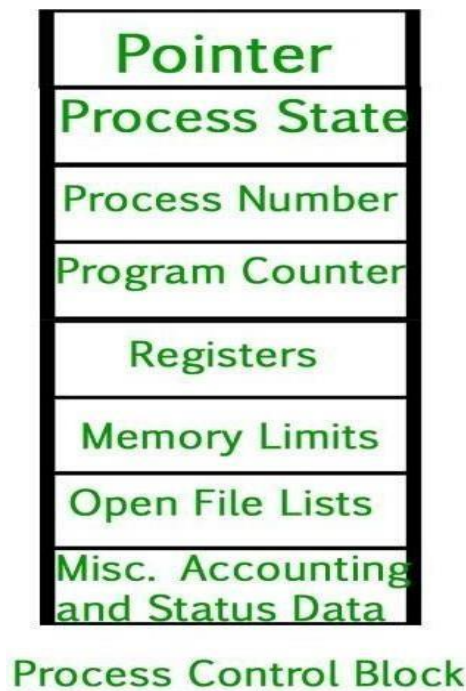 Pointer
Process State
Process Number
Program Counter
Registers
Memory Limits
Open File Lists
Misc. Accounting
and Status Data
Process Control Block